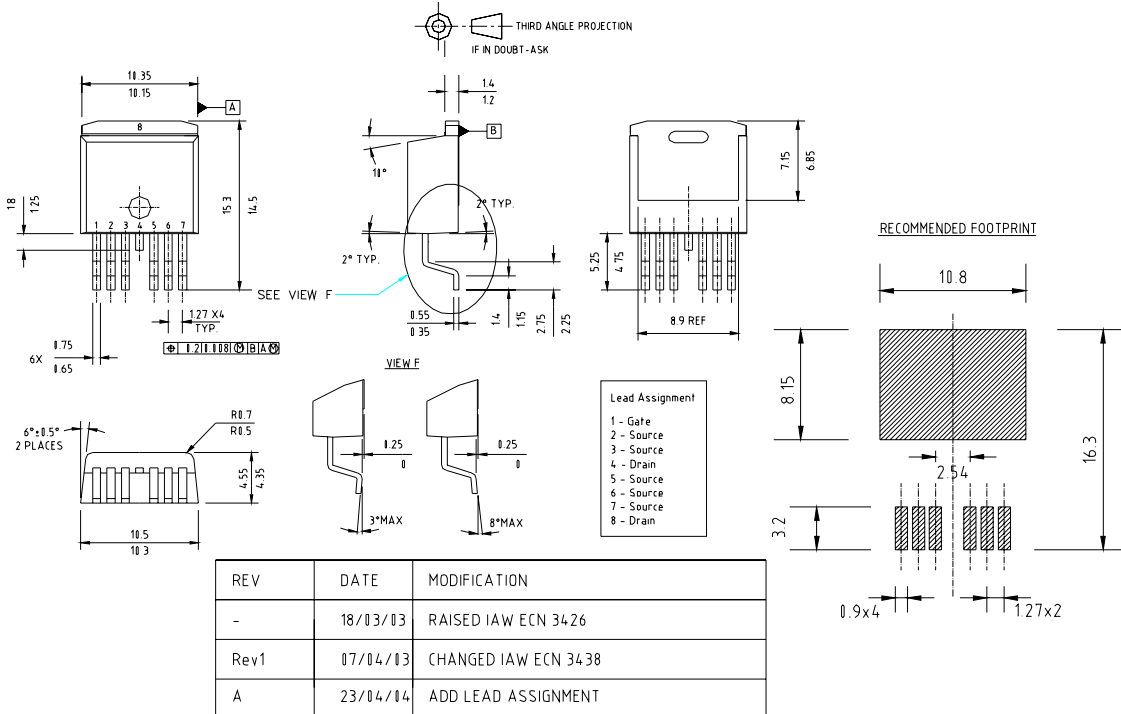 THIRD ANGLE PROJECTION
IF IN DOUBT-ASK
10.35
10.15
A
8
1 2 3 4 5 6 7
18
1.25
15.3
14.5
1.27 X4
TYP.
0.75
6X
0.65
⌖ 0.2 0.008 Ⓜ B A Ⓜ
1.4
1.2
B
10°
2° TYP.
2° TYP.
SEE VIEW F
0.55
0.35
1.4
1.15
2.75
2.25
7.15
6.85
5.25
4.75
8.9 REF
RECOMMENDED FOOTPRINT
10.8
8.15
16.3
2.54
3.2
0.9x4
1.27x2
6°±0.5°
2 PLACES
R0.7
R0.5
4.55
4.35
10.5
10.3
VIEW F
0.25
0
3°MAX
0.25
0
8°MAX
Lead Assignment
1 - Gate
2 - Source
3 - Source
4 - Drain
5 - Source
6 - Source
7 - Source
8 - Drain
REV DATE MODIFICATION
- 18/03/03 RAISED IAW ECN 3426
Rev1 07/04/03 CHANGED IAW ECN 3438
A 23/04/04 ADD LEAD ASSIGNMENT